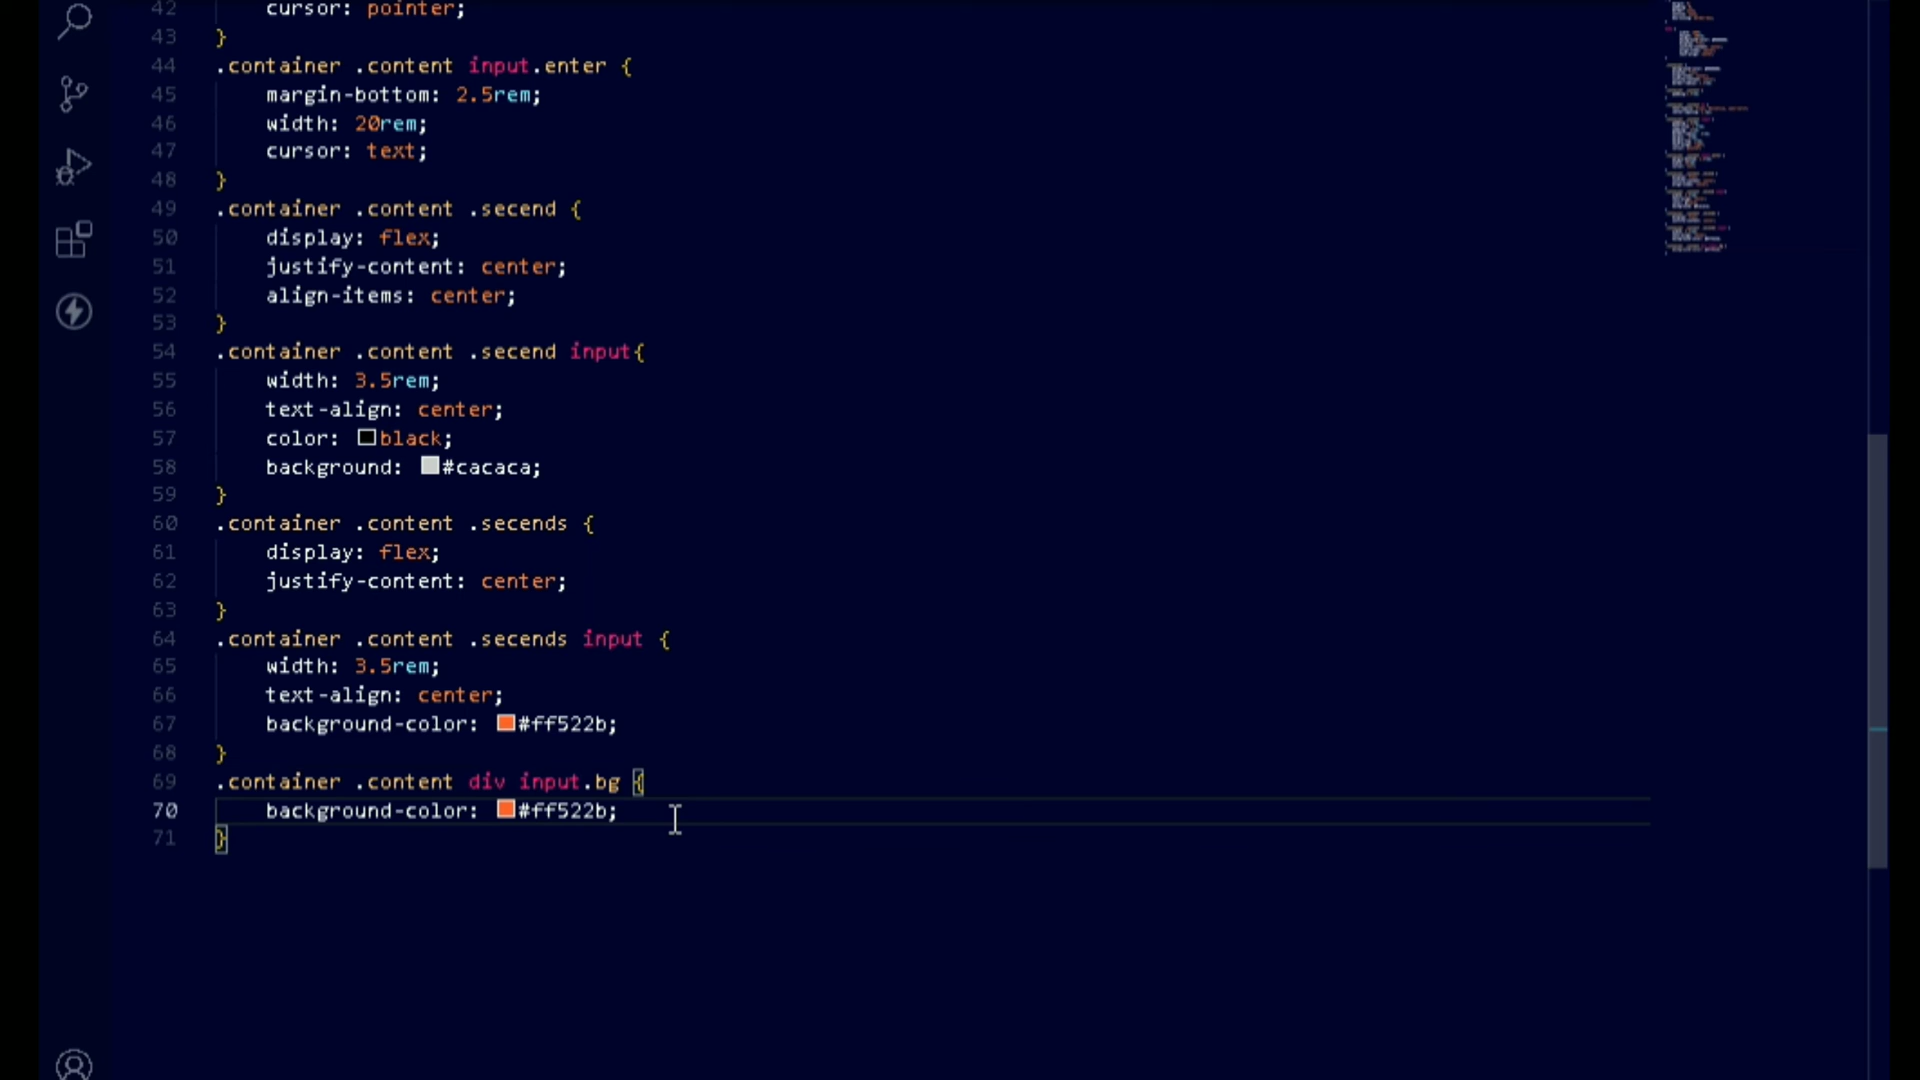 42 cursor: pointer;
43 }
44 .container .content input.enter {
45 margin-bottom: 2.5rem;
46 width: 20rem;
47 cursor: text;
48 }
49 .container .content .secend {
50 display: flex;
51 justify-content: center;
52 align-items: center;
53 }
54 .container .content .secend input{
55 width: 3.5rem;
56 text-align: center;
57 color: black;
58 background: #cacaca;
59 }
60 .container .content .secends {
61 display: flex;
62 justify-content: center;
63 }
64 .container .content .secends input {
65 width: 3.5rem;
66 text-align: center;
67 background-color: #ff522b;
68 }
69 .container .content div input.bg {
70 background-color: #ff522b;
71 }